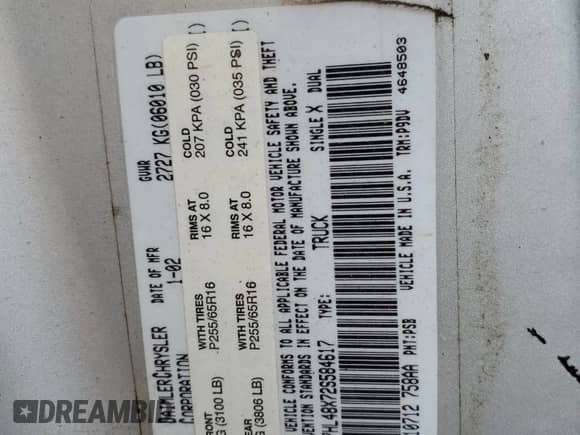 DAIMLERCHRYSLER CORPORATION
DATE OF MFR
1-02
GVWR
2727 KG(06010 LB)
WITH TIRES
P255/65R16
RIMS AT
16 X 8.0
COLD
207 KPA (030 PSI)
(3100 LB)
WITH TIRES
P255/65R16
RIMS AT
16 X 8.0
COLD
241 KPA (035 PSI)
(3806 LB)
VEHICLE CONFORMS TO ALL APPLICABLE FEDERAL MOTOR VEHICLE SAFETY AND THEFT
STANDARDS IN EFFECT ON THE DATE OF MANUFACTURE SHOWN ABOVE.
HL48X72S584617 TYPE: TRUCK SINGLE X DUAL
10712 758AA PNT:PSB VEHICLE MADE IN U.S.A. TRM:P9DV 4648503
DREAMBID